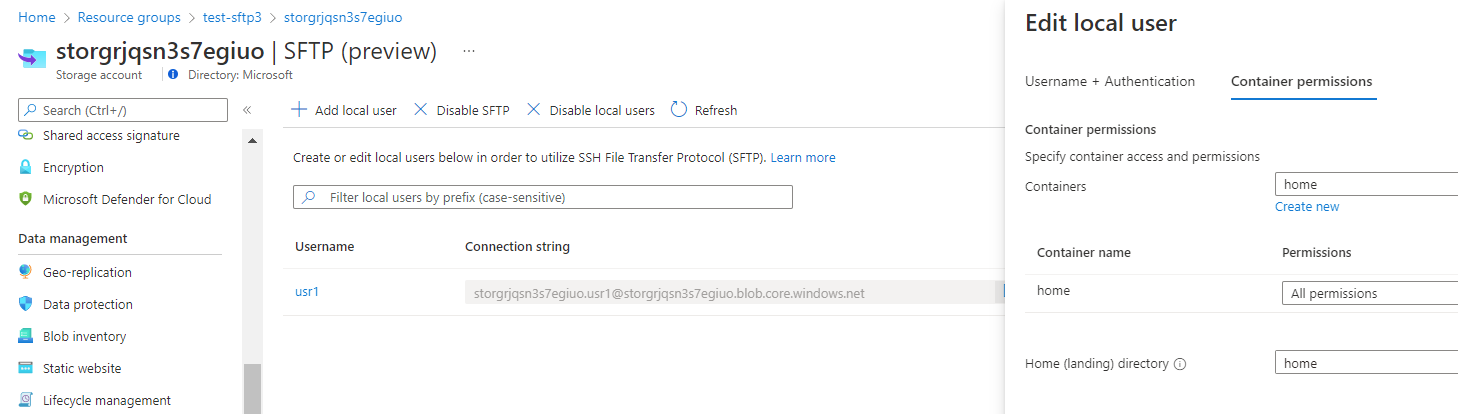 Home > Resource groups > test-sftp3 > storgrjqsn3s7egiuo
storgrjqsn3s7egiuo | SFTP (preview) ...
Storage account
Directory: Microsoft
Search (Ctrl+/)
«
Shared access signature
Encryption
Microsoft Defender for Cloud
Data management
Geo-replication
Data protection
Blob inventory
Static website
Lifecycle management
Add local user
Disable SFTP
Disable local users
Refresh
Create or edit local users below in order to utilize SSH File Transfer Protocol (SFTP). Learn more
Filter local users by prefix (case-sensitive)
Username
Connection string
usr1
storgrjqsn3s7egiuo.usr1@storgrjqsn3s7egiuo.blob.core.windows.net
Edit local user
Username + Authentication
Container permissions
Container permissions
Specify container access and permissions
Containers
home
Create new
Container name
Permissions
home
All permissions
Home (landing) directory
home